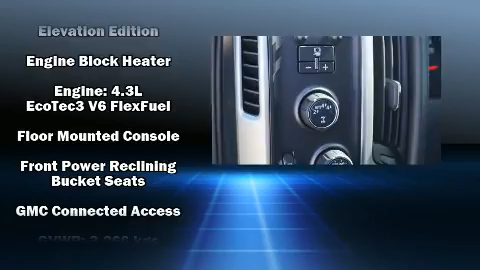 Elevation Edition
Engine Block Heater
Engine: 4.3L
EcoTec3 V6 FlexFuel
Floor Mounted Console
Front Power Reclining
Bucket Seats
GMC Connected Access